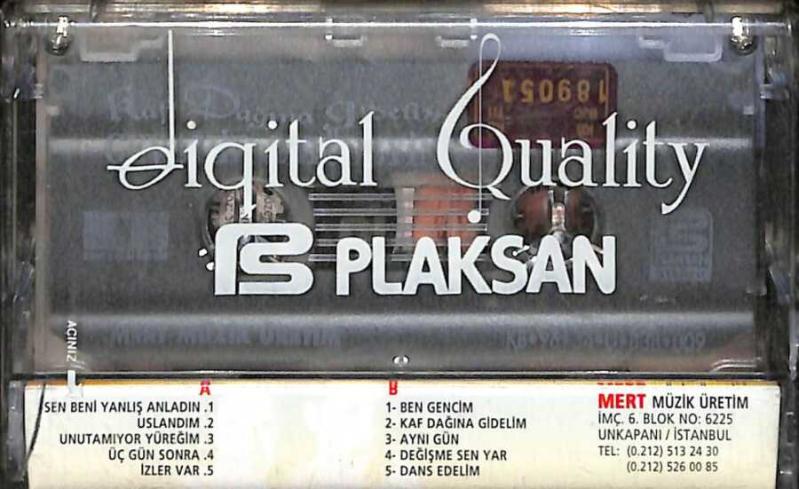 189051
Digital Quality
PLAKSAN
AÇINIZ
A
SEN BENİ YANLIŞ ANLADIN .1
USLANDIM .2
UNUTAMIYOR YÜREĞİM .3
ÜÇ GÜN SONRA .4
İZLER VAR .5
B
1- BEN GENCİM
2- KAF DAĞINA GİDELİM
3- AYNI GÜN
4- DEĞİŞME SEN YAR
5- DANS EDELİM
MERT MÜZİK ÜRETİM
İMÇ. 6. BLOK NO: 6225
UNKAPANI / İSTANBUL
TEL: (0.212) 513 24 30
(0.212) 526 00 85